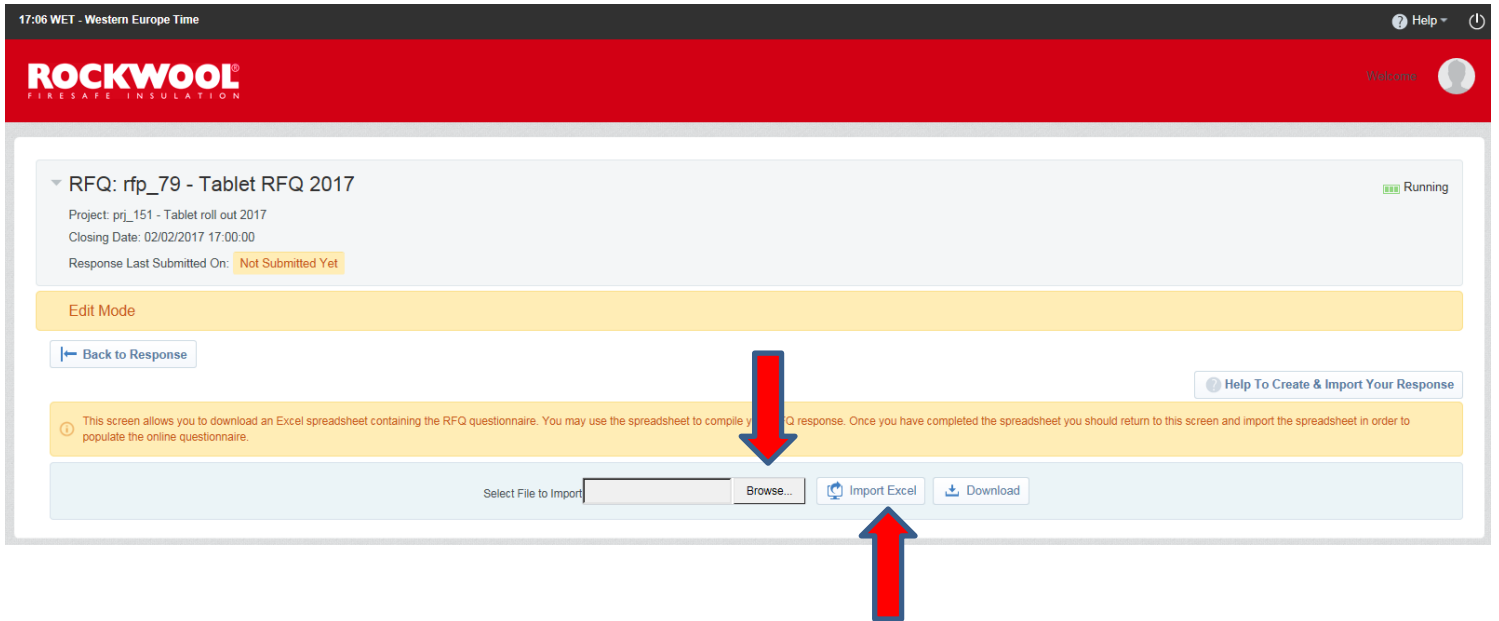 17:06 WET - Western Europe Time
Help
ROCKWOOL®
FIRESAFE INSULATION
Welcome
RFQ: rfp_79 - Tablet RFQ 2017
Running
Project: prj_151 - Tablet roll out 2017
Closing Date: 02/02/2017 17:00:00
Response Last Submitted On: Not Submitted Yet
Edit Mode
Back to Response
Help To Create & Import Your Response
This screen allows you to download an Excel spreadsheet containing the RFQ questionnaire. You may use the spreadsheet to compile response. Once you have completed the spreadsheet you should return to this screen and import the spreadsheet in order to
populate the online questionnaire.
Select File to Import
Browse...
Import Excel
Download